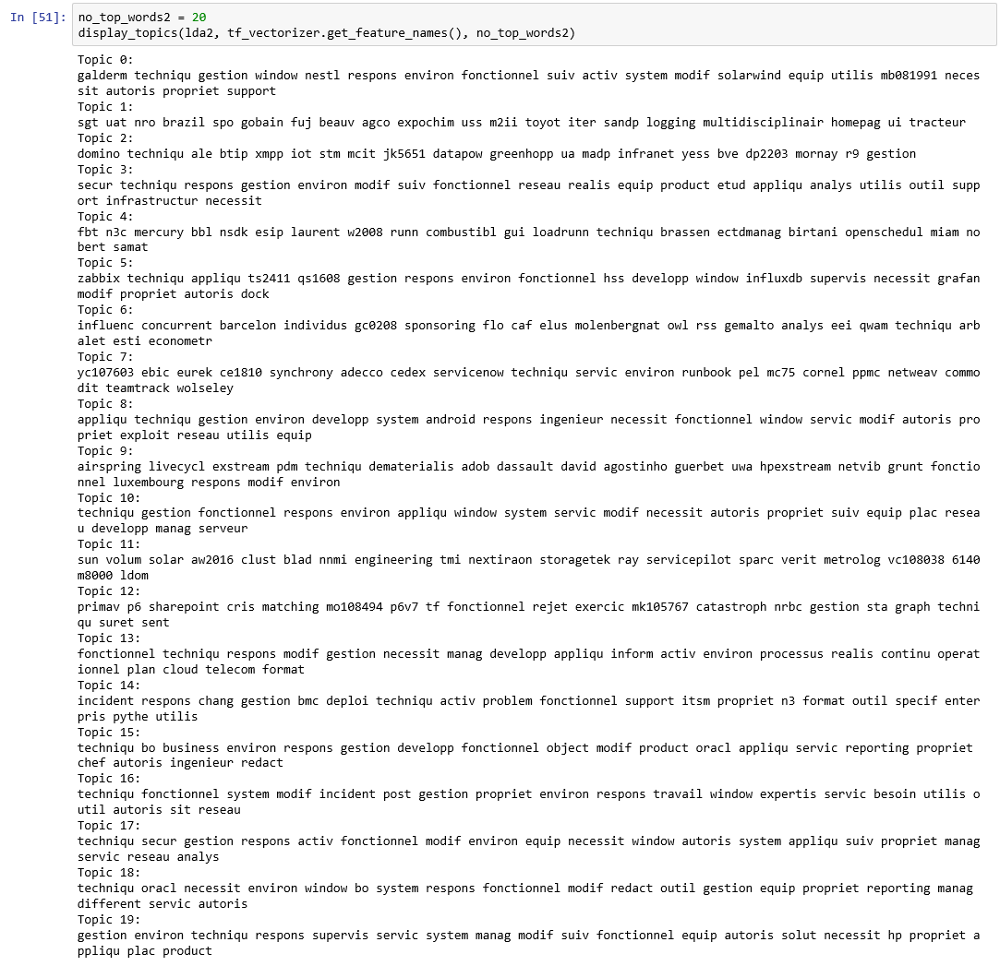 In [51]: no_top_words2 = 20
display_topics(lda2, tf_vectorizer.get_feature_names(), no_top_words2)
Topic 0:
galderm techniqu gestion window nestl respons environ fonctionnel suiv activ system modif solarwind equip utilis mb081991 neces
sit autoris propriet support
Topic 1:
sgt uat nro brazil spo gobain fuj beauv agco expochim uss m2ii toyot iter sandp logging multidisciplinair homepag ui tracteur
Topic 2:
domino techniqu ale btip xmpp iot stm mcit jk5651 datapow greenhopp ua madp infranet yess bve dp2203 mornay r9 gestion
Topic 3:
secur techniqu respons gestion environ modif suiv fonctionnel reseau realis equip product etud appliqu analys utilis outil supp
ort infrastructur necessit
Topic 4:
fbt n3c mercury bbl nsdk esip laurent w2008 runn combustibl gui loadrunn techniqu brassen ectdmanag birtani openschedul miam no
bert samat
Topic 5:
zabbix techniqu appliqu ts2411 qs1608 gestion respons environ fonctionnel hss developp window influxdb supervis necessit grafan
modif propriet autoris dock
Topic 6:
influenc concurrent barcelon individus gc0208 sponsoring flo caf elus molenbergnat owl rss gemalto analys eei qwam techniqu arb
alet esti econometr
Topic 7:
yc107603 ebic eurek ce1810 synchrony adecco cedex servicenow techniqu servic environ runbook pel mc75 cornel ppmc netweav commo
dit teamtrack wolseley
Topic 8:
appliqu techniqu gestion environ developp system android respons ingenieur necessit fonctionnel window servic modif autoris pro
priet exploit reseau utilis equip
Topic 9:
airspring livecycl exstream pdm techniqu dematerialis adob dassault david agostinho guerbet uwa hpexstream netvib grunt fonctio
nnel luxembourg respons modif environ
Topic 10:
techniqu gestion fonctionnel respons environ appliqu window system servic modif necessit autoris propriet suiv equip plac resea
u developp manag serveur
Topic 11:
sun volum solar aw2016 clust blad nnmi engineering tmi nextiraon storagetek ray servicepilot sparc verit metrolog vc108038 6140
m8000 ldom
Topic 12:
primav p6 sharepoint cris matching mo108494 p6v7 tf fonctionnel rejet exercic mk105767 catastroph nrbc gestion sta graph techni
qu suret sent
Topic 13:
fonctionnel techniqu respons modif gestion necessit manag developp appliqu inform activ environ processus realis continu operat
ionnel plan cloud telecom format
Topic 14:
incident respons chang gestion bmc deploi techniqu activ problem fonctionnel support itsm propriet n3 format outil specif enter
pris pythe utilis
Topic 15:
techniqu bo business environ respons gestion developp fonctionnel object modif product oracl appliqu servic reporting propriet
chef autoris ingenieur redact
Topic 16:
techniqu fonctionnel system modif incident post gestion propriet environ respons travail window expertis servic besoin utilis o
util autoris sit reseau
Topic 17:
techniqu secur gestion respons activ fonctionnel modif environ equip necessit window autoris system appliqu suiv propriet manag
servic reseau analys
Topic 18:
techniqu oracl necessit environ window bo system respons fonctionnel modif redact outil gestion equip propriet reporting manag
different servic autoris
Topic 19:
gestion environ techniqu respons supervis servic system manag modif suiv fonctionnel equip autoris solut necessit hp propriet a
ppliqu plac product